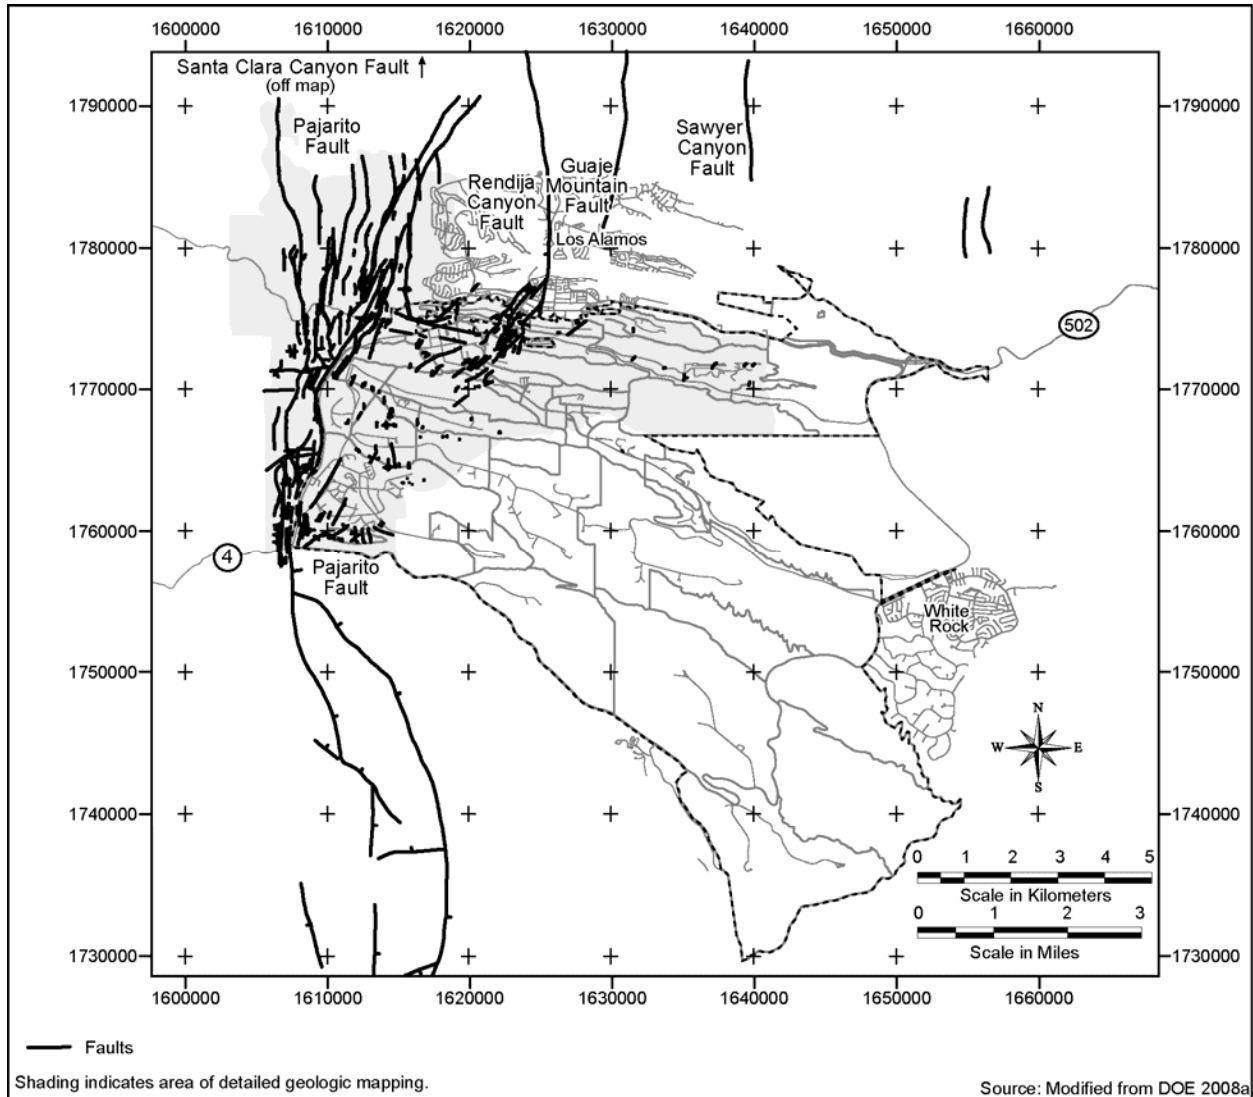 1600000 1610000 1620000 1630000 1640000 1650000 1660000
Santa Clara Canyon Fault
(off map)
1790000 1790000
Pajarito
Fault
Sawyer
Canyon
Fault
Guaje
Mountain
Fault
Rendija
Canyon
Fault
Los Alamos
1780000 1780000
502
1770000 1770000
1760000 1760000
4
Pajarito
Fault
White
Rock
1750000 1750000
N
W E
S
1740000 1740000
0 1 2 3 4 5
Scale in Kilometers
0 1 2 3
Scale in Miles
1730000 1730000
1600000 1610000 1620000 1630000 1640000 1650000 1660000
Faults
Shading indicates area of detailed geologic mapping.
Source: Modified from DOE 2008a